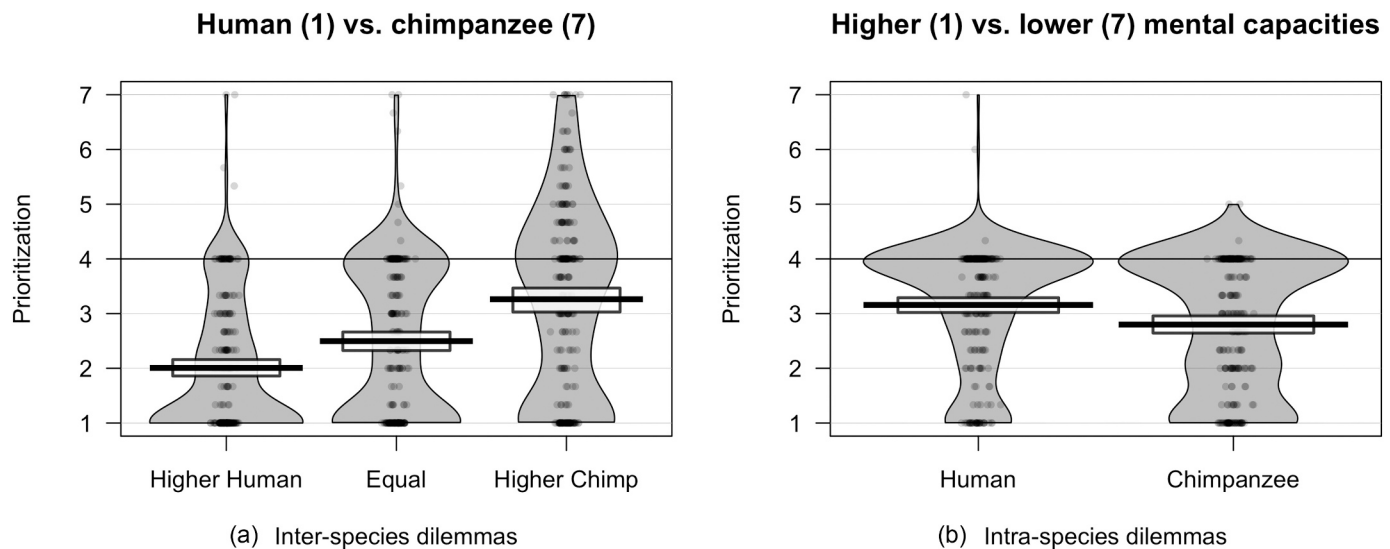 Human (1) vs. chimpanzee (7)
Prioritization
7
6
5
4
3
2
1
Higher Human
Equal
Higher Chimp
(a) Inter-species dilemmas
Higher (1) vs. lower (7) mental capacities
Prioritization
7
6
5
4
3
2
1
Human
Chimpanzee
(b) Intra-species dilemmas